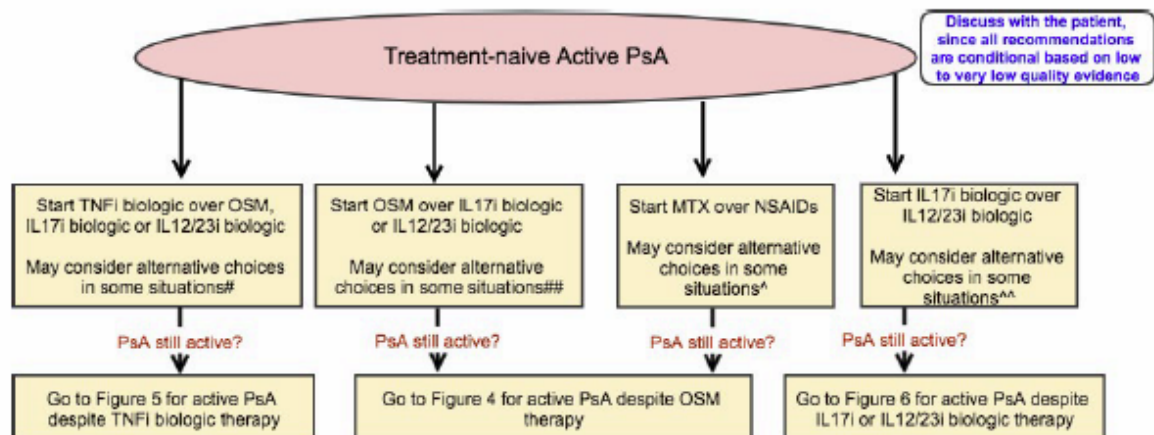 Treatment-naive Active PsA
Discuss with the patient,
since all recommendations
are conditional based on low
to very low quality evidence
Start TNFi biologic over OSM,
IL17i biologic or IL12/23i biologic
May consider alternative choices
in some situations#
Start OSM over IL17i biologic
or IL12/23i biologic
May consider alternative
choices in some situations##
Start MTX over NSAIDs
May consider alternative
choices in some
situations^
Start IL17i biologic over
IL12/23i biologic
May consider alternative
choices in some
situations^^
PsA still active?
PsA still active?
PsA still active?
PsA still active?
Go to Figure 5 for active PsA
despite TNFi biologic therapy
Go to Figure 4 for active PsA despite OSM
therapy
Go to Figure 6 for active PsA despite
IL17i or IL12/23i biologic therapy